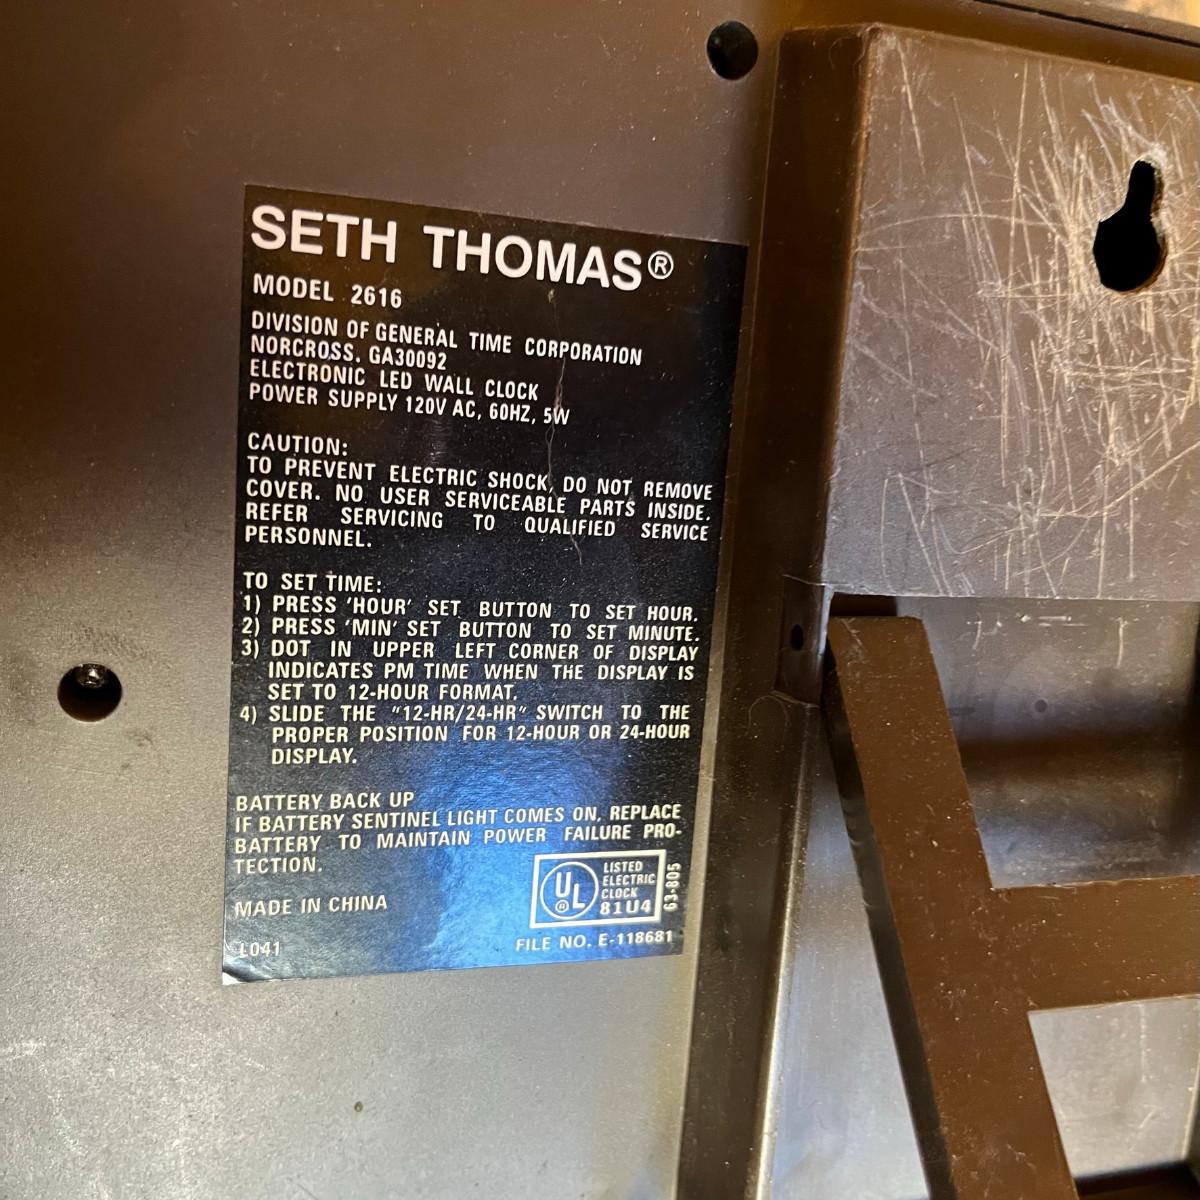 SETH THOMAS®
MODEL 2616
DIVISION OF GENERAL TIME CORPORATION
NORCROSS. GA30092
ELECTRONIC LED WALL CLOCK
POWER SUPPLY 120V AC, 60HZ, 5W
CAUTION:
TO PREVENT ELECTRIC SHOCK, DO NOT REMOVE
COVER. NO USER SERVICEABLE PARTS INSIDE.
REFER SERVICING TO QUALIFIED SERVICE
PERSONNEL.
TO SET TIME:
1) PRESS 'HOUR' SET BUTTON TO SET HOUR.
2) PRESS 'MIN' SET BUTTON TO SET MINUTE.
3) DOT IN UPPER LEFT CORNER OF DISPLAY
INDICATES PM TIME WHEN THE DISPLAY IS
SET TO 12-HOUR FORMAT.
4) SLIDE THE "12-HR/24-HR" SWITCH TO THE
PROPER POSITION FOR 12-HOUR OR 24-HOUR
DISPLAY.
BATTERY BACK UP
IF BATTERY SENTINEL LIGHT COMES ON, REPLACE
BATTERY TO MAINTAIN POWER FAILURE PRO-
TECTION.
UL ®
LISTED
ELECTRIC
CLOCK
81U4
63-805
MADE IN CHINA
L041
FILE NO. E-118681